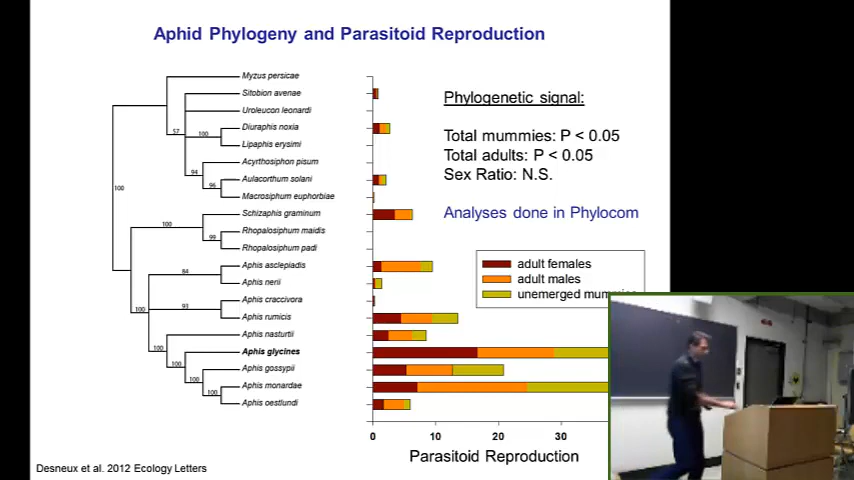 Aphid Phylogeny and Parasitoid Reproduction
Myzus persicae
Sitobion avenae
Uroleucon leonardi
57
100
Diuraphis noxia
Lipaphis erysimi
Acyrthosiphon pisum
94
Aulacorthum solani
96
100
Macrosiphum euphorbiae
Schizaphis graminum
100
Rhopalosiphum maidis
99
Rhopalosiphum padi
Aphis asclepiadis
84
Aphis nerii
Aphis craccivora
100
93
Aphis rumicis
Aphis nasturtii
100
Aphis glycines
100
Aphis gossypii
100
Aphis monardae
100
Aphis oestlundi
Phylogenetic signal:
Total mummies: P < 0.05
Total adults: P < 0.05
Sex Ratio: N.S.
Analyses done in Phylocom
adult females
adult males
unemerged
0 10 20 30
Parasitoid Reproduction
Desneux et al. 2012 Ecology Letters